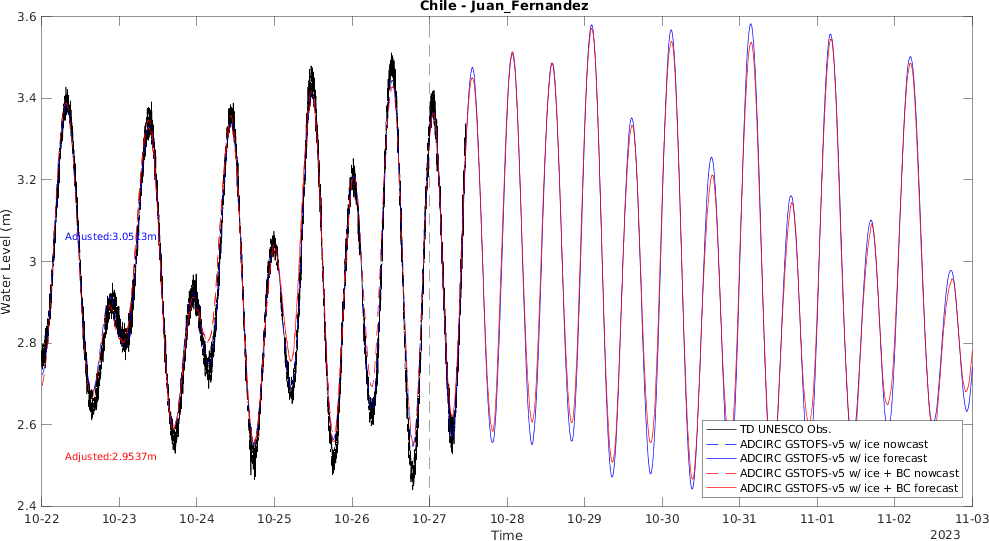 Chile - Juan_Fernandez
3.6
3.4
3.2
3
2.8
2.6
2.4
Water Level (m)
Adjusted:3.0513m
Adjusted:2.9537m
TD UNESCO Obs.
ADCIRC GSTOFS-v5 w/ ice nowcast
ADCIRC GSTOFS-v5 w/ ice forecast
ADCIRC GSTOFS-v5 w/ ice + BC nowcast
ADCIRC GSTOFS-v5 w/ ice + BC forecast
10-22 10-23 10-24 10-25 10-26 10-27 10-28 10-29 10-30 10-31 11-01 11-02 11-03
Time
2023